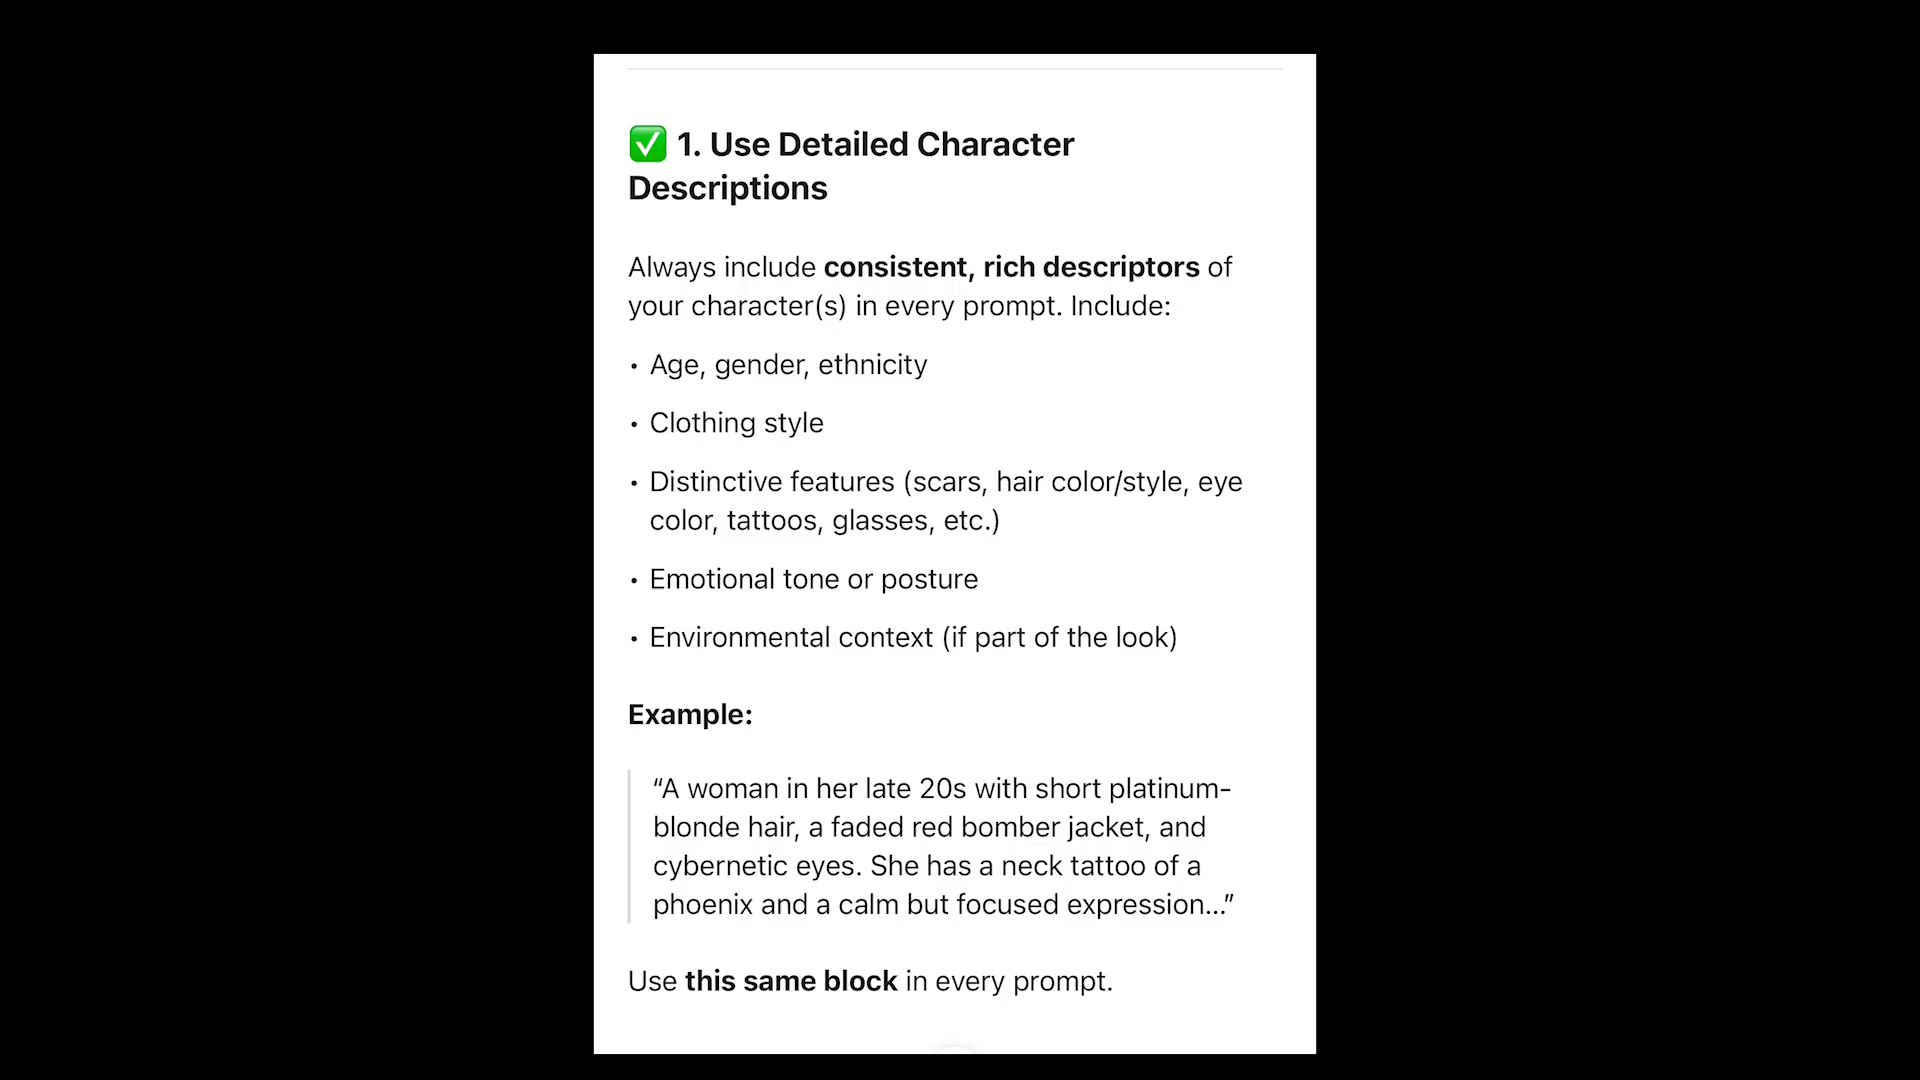 ✅ 1. Use Detailed Character
Descriptions
Always include consistent, rich descriptors of
your character(s) in every prompt. Include:
• Age, gender, ethnicity
• Clothing style
• Distinctive features (scars, hair color/style, eye
color, tattoos, glasses, etc.)
• Emotional tone or posture
• Environmental context (if part of the look)
Example:
“A woman in her late 20s with short platinum-
blonde hair, a faded red bomber jacket, and
cybernetic eyes. She has a neck tattoo of a
phoenix and a calm but focused expression...”
Use this same block in every prompt.